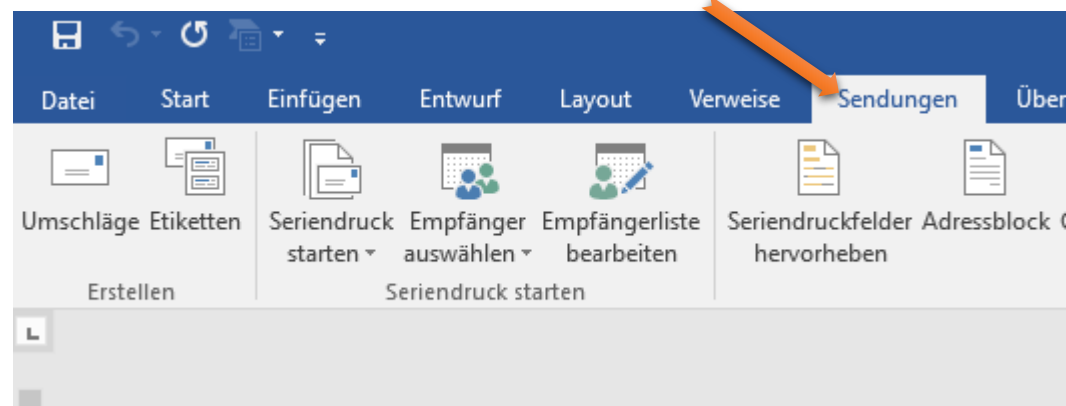 Datei Start Einfügen Entwurf Layout Verweise Sendungen Über
Umschläge Etiketten Seriendruck starten Empfänger auswählen Empfängerliste bearbeiten Seriendruckfelder hervorheben Adressblock
Erstellen Seriendruck starten